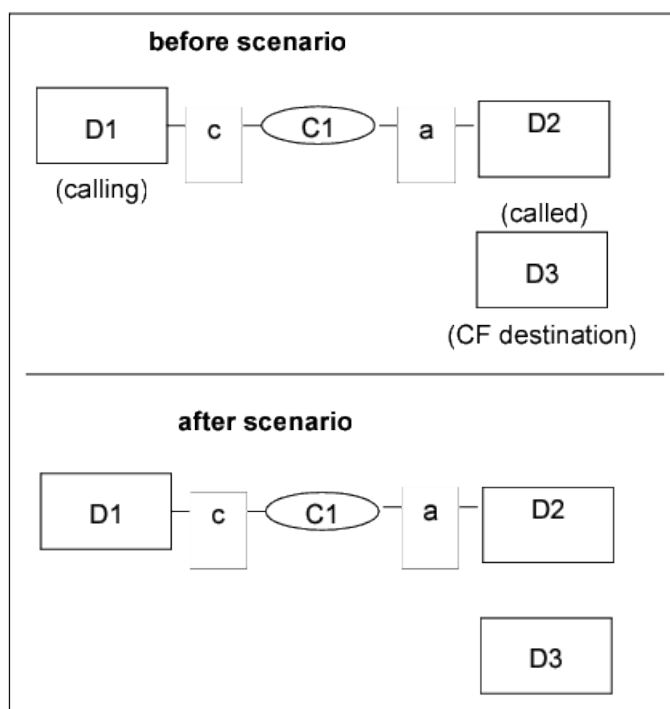 before scenario
D1 c C1 a D2
(calling)
(called)
D3
(CF destination)
after scenario
D1 c C1 a D2
D3